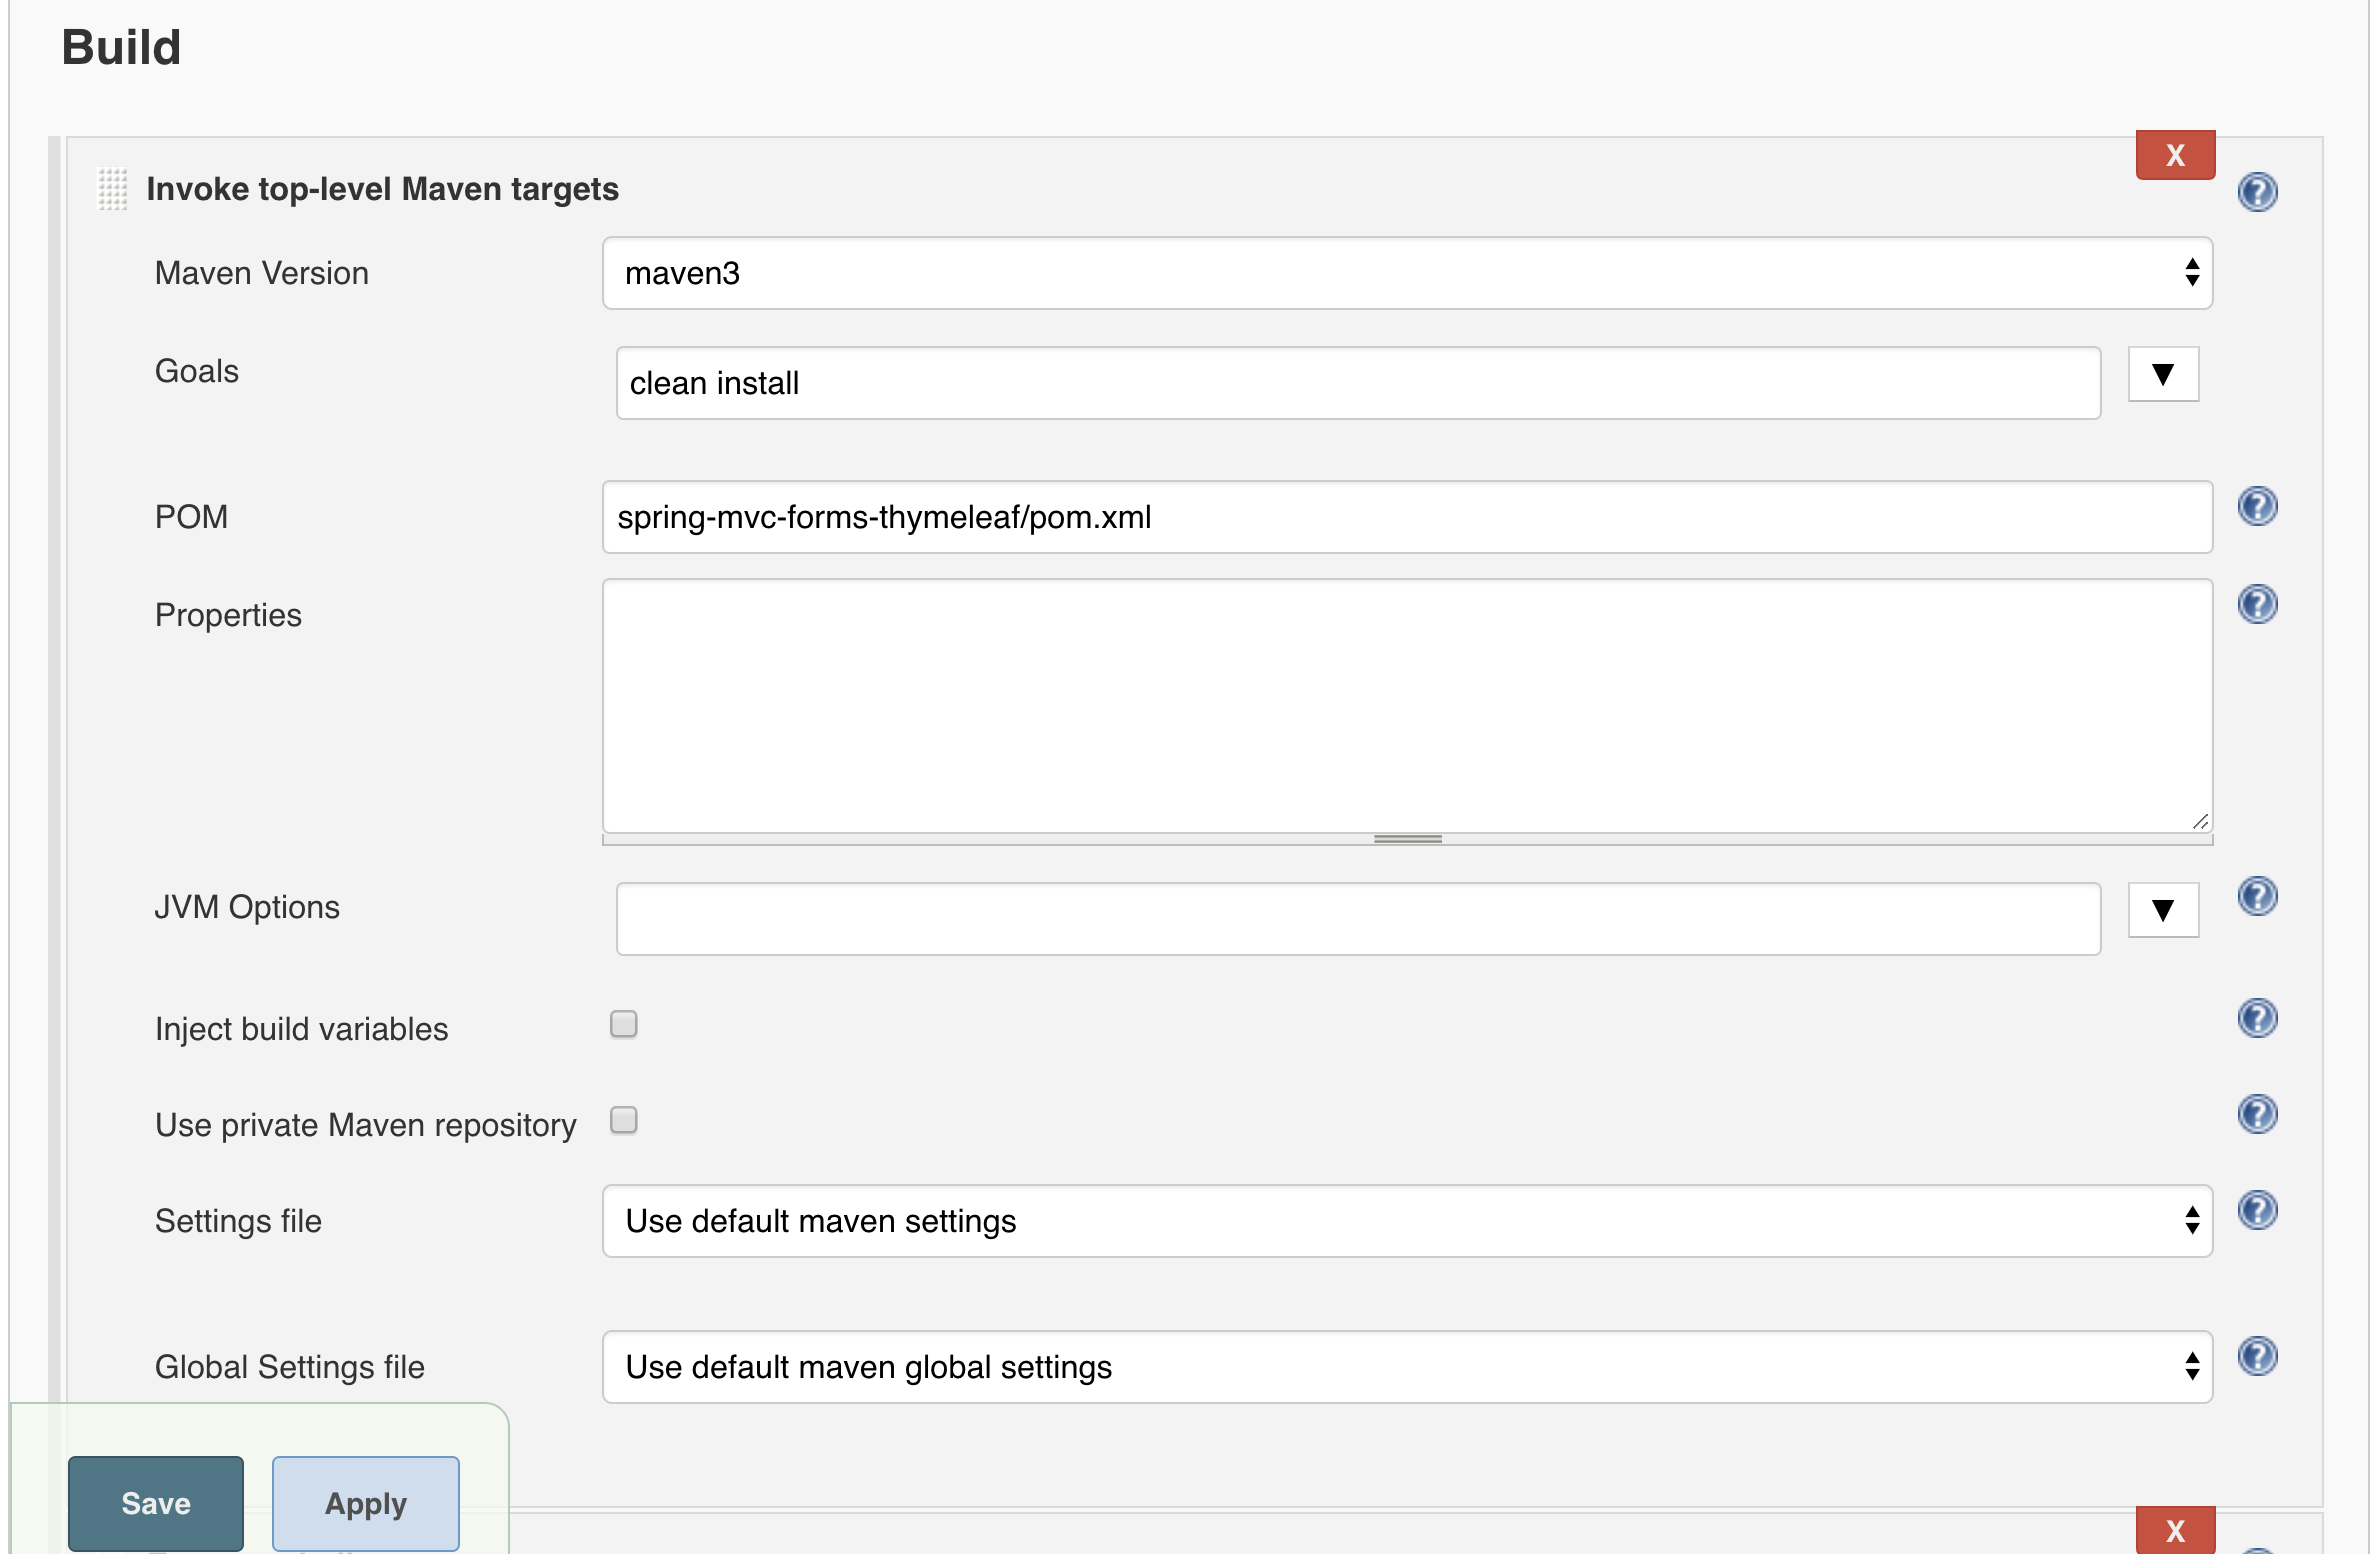 Build
Invoke top-level Maven targets
X
Maven Version
maven3
Goals
clean install
POM
spring-mvc-forms-thymeleaf/pom.xml
Properties
JVM Options
Inject build variables
Use private Maven repository
Settings file
Use default maven settings
Global Settings file
Use default maven global settings
Save
Apply
X